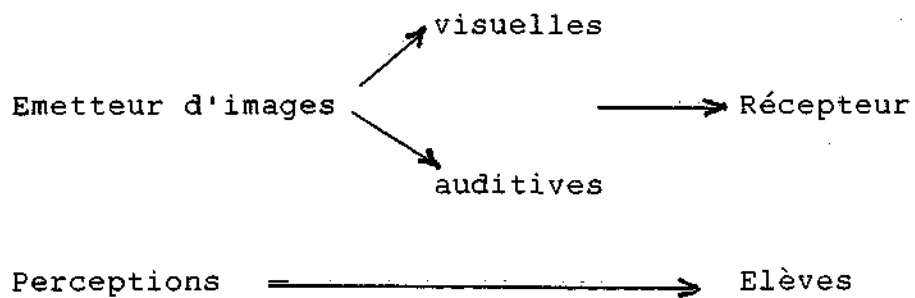 visuelles
Emetteur d'images Récepteur
auditives
Perceptions Elèves